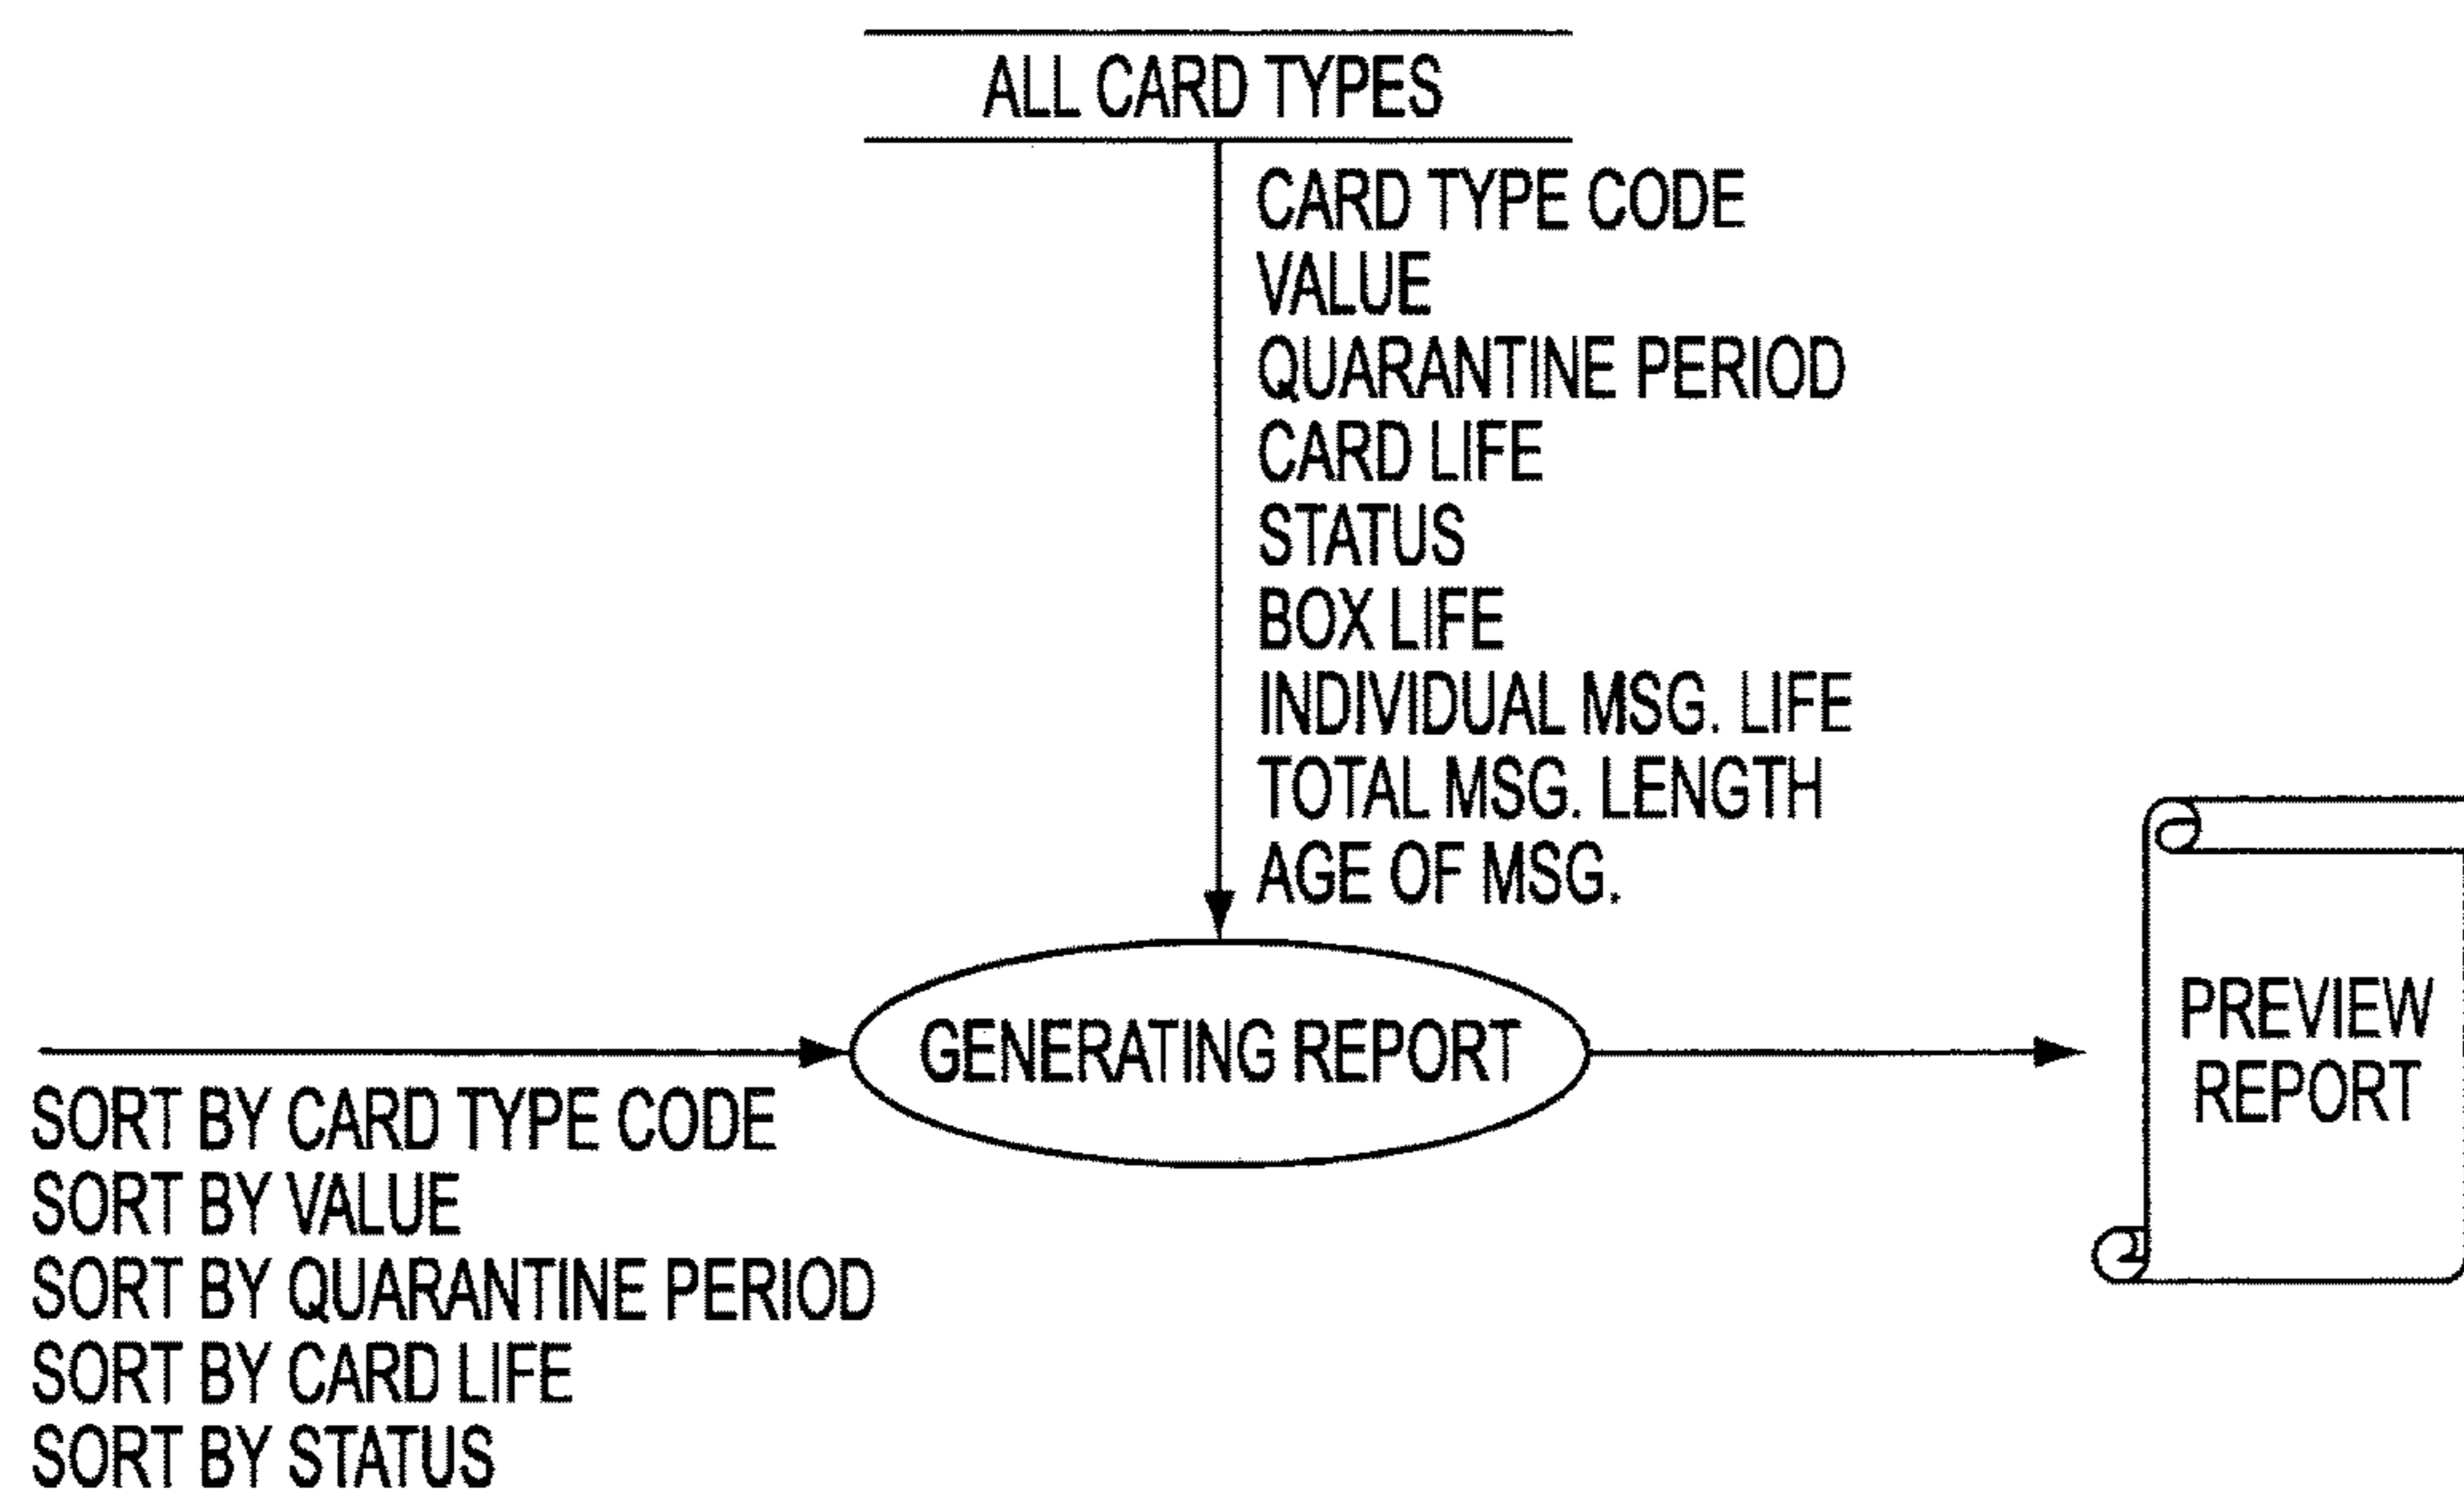 ALL CARD TYPES
CARD TYPE CODE
VALUE
QUARANTINE PERIOD
CARD LIFE
STATUS
BOX LIFE
INDIVIDUAL MSG. LIFE
TOTAL MSG. LENGTH
AGE OF MSG.
GENERATING REPORT
PREVIEW
REPORT
SORT BY CARD TYPE CODE
SORT BY VALUE
SORT BY QUARANTINE PERIOD
SORT BY CARD LIFE
SORT BY STATUS